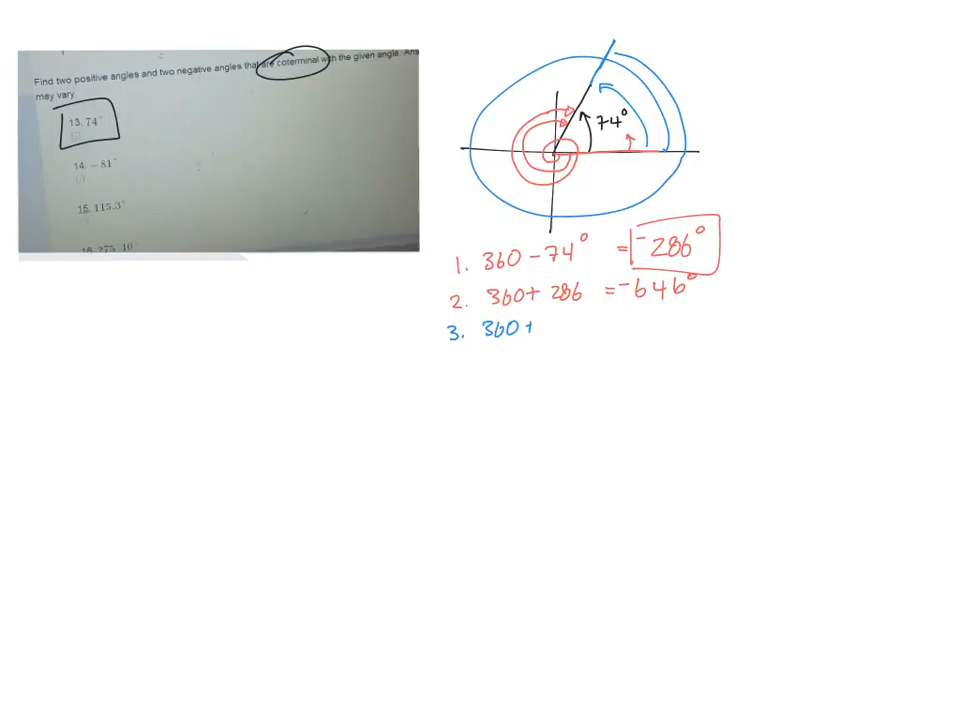 Find two positive angles and two negative angles that are coterminal with the given angle. Ans
may vary.
13. 74°
14. −81°
15. 115.3°
74°
1. 360 − 74° = -286°
2. 360 + 286 = -646°
3. 360 +